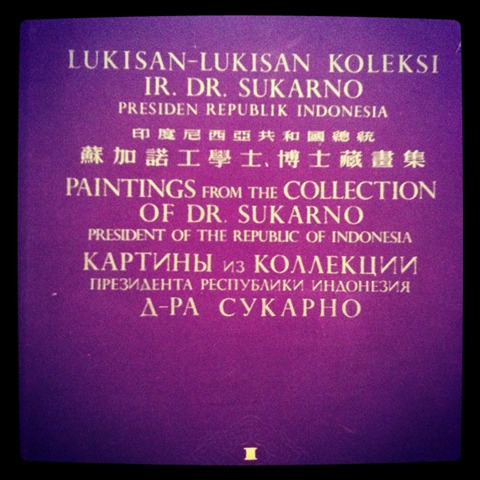 LUKISAN-LUKISAN KOLEKSI
IR. DR. SUKARNO
PRESIDEN REPUBLIK INDONESIA
印度尼西亞共和國總統
蘇加諾工學士、博士藏畫集
PAINTINGS FROM THE COLLECTION
OF DR. SUKARNO
PRESIDENT OF THE REPUBLIC OF INDONESIA
КАРТИНЫ ИЗ КОЛЛЕКЦИИ
ПРЕЗИДЕНТА РЕСПУБЛИКИ ИНДОНЕЗИЯ
Д-РА СУКАРНО
I